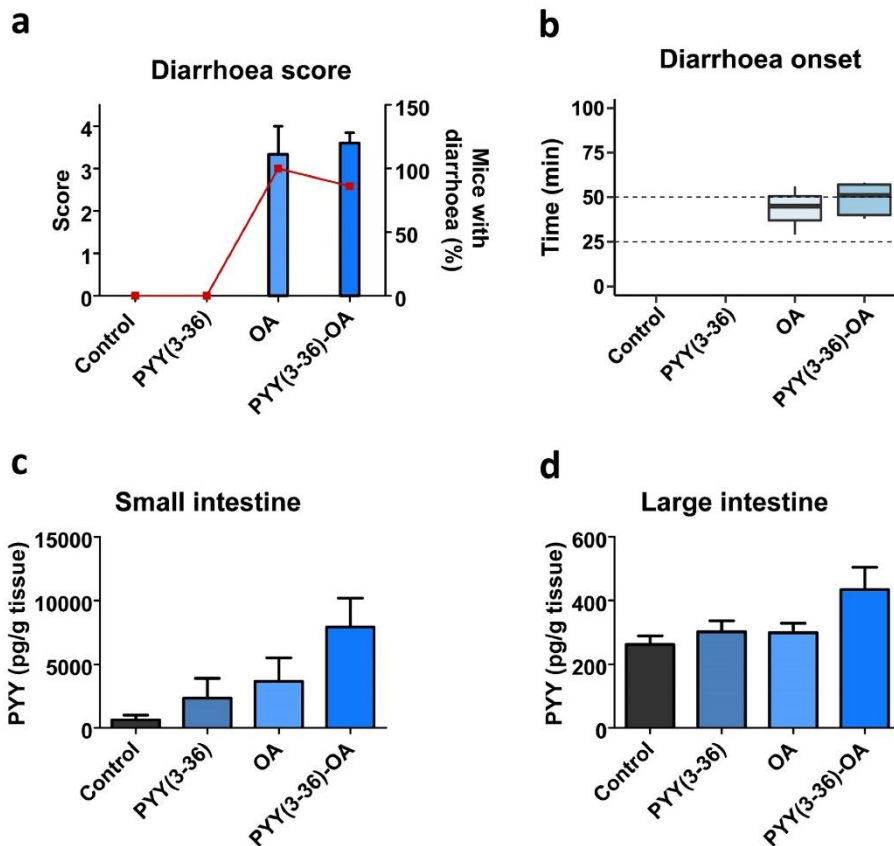 a
Diarrhoea score
Score
4
3
2
1
0
150
100
50
0
Mice with
diarrhoea (%)
Control
PYY(3-36)
OA
PYY(3-36)-OA
b
Diarrhoea onset
Time (min)
100
75
50
25
0
Control
PYY(3-36)
OA
PYY(3-36)-OA
c
Small intestine
PYY (pg/g tissue)
15000
10000
5000
0
Control
PYY(3-36)
OA
PYY(3-36)-OA
d
Large intestine
PYY (pg/g tissue)
600
400
200
0
Control
PYY(3-36)
OA
PYY(3-36)-OA